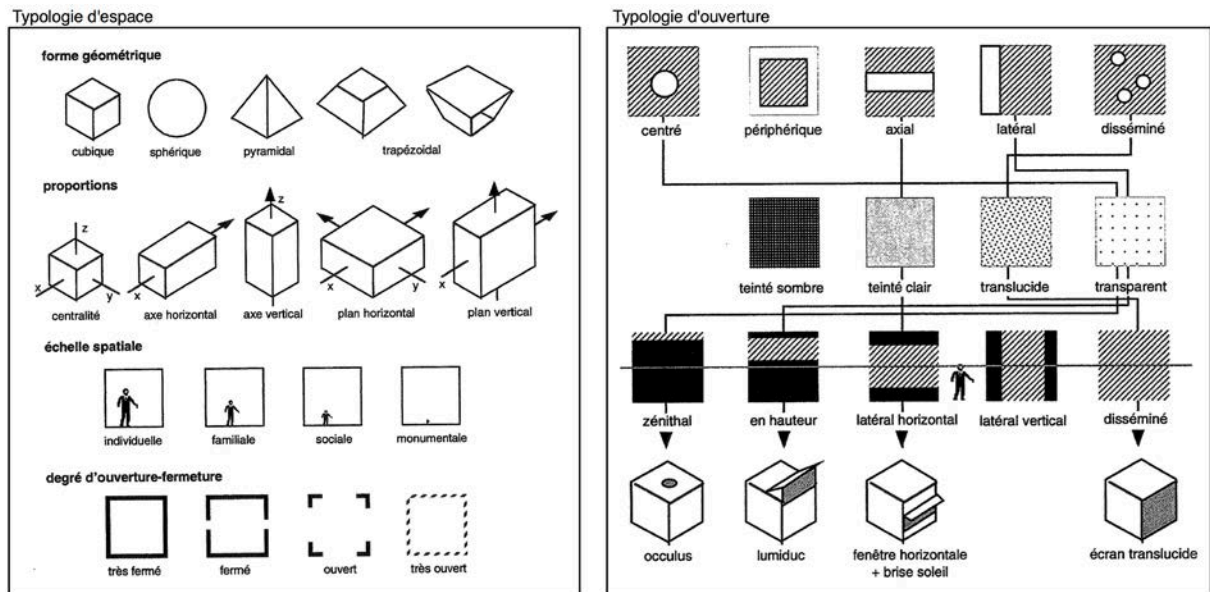 Typologie d'espace
forme géométrique
cubique
sphérique
pyramidal
trapézoidal
proportions
z
x
y
centralité
x
axe horizontal
z
axe vertical
x
y
plan horizontal
x
plan vertical
échelle spatiale
individuelle
familiale
sociale
monumentale
degré d'ouverture-fermeture
très fermé
fermé
ouvert
très ouvert
Typologie d'ouverture
centré
périphérique
axial
latéral
disséminé
teinté sombre
teinté clair
translucide
transparent
zénithal
en hauteur
latéral horizontal
latéral vertical
disséminé
occulus
lumiduc
fenêtre horizontale
+ brise soleil
écran translucide